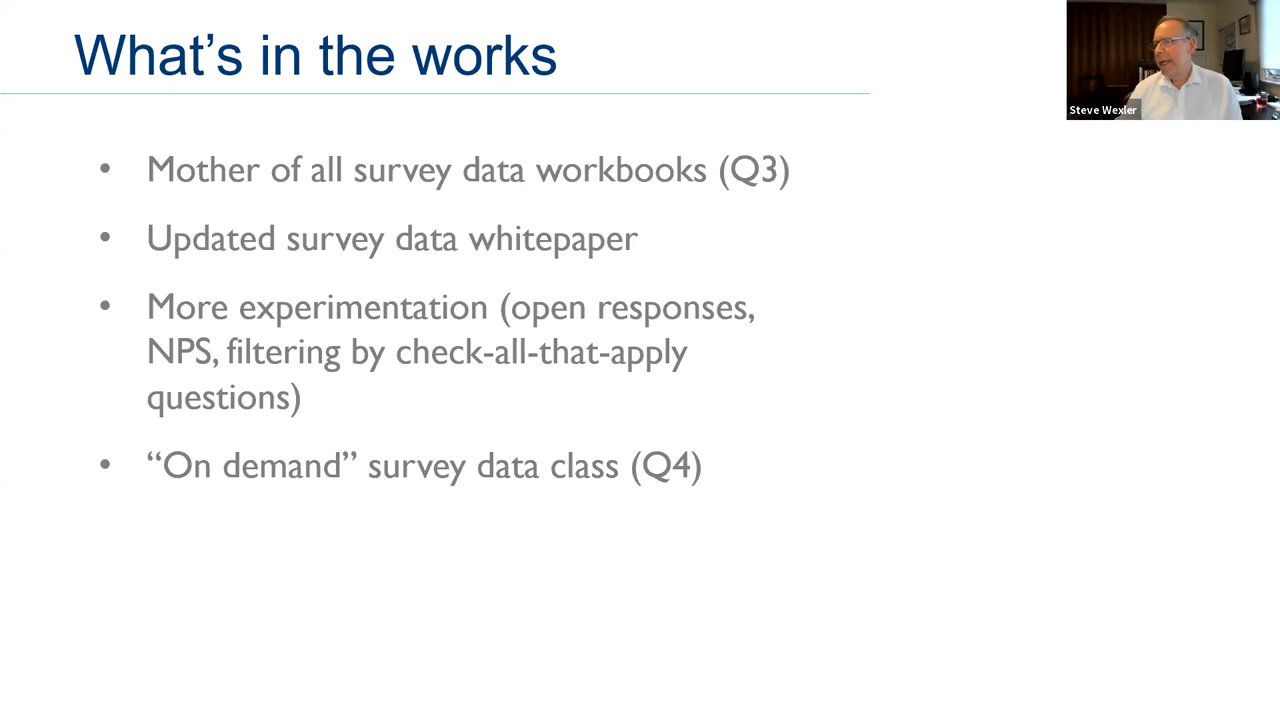 What’s in the works
Steve Wexler
• Mother of all survey data workbooks (Q3)
• Updated survey data whitepaper
• More experimentation (open responses,
NPS, filtering by check-all-that-apply
questions)
• “On demand” survey data class (Q4)